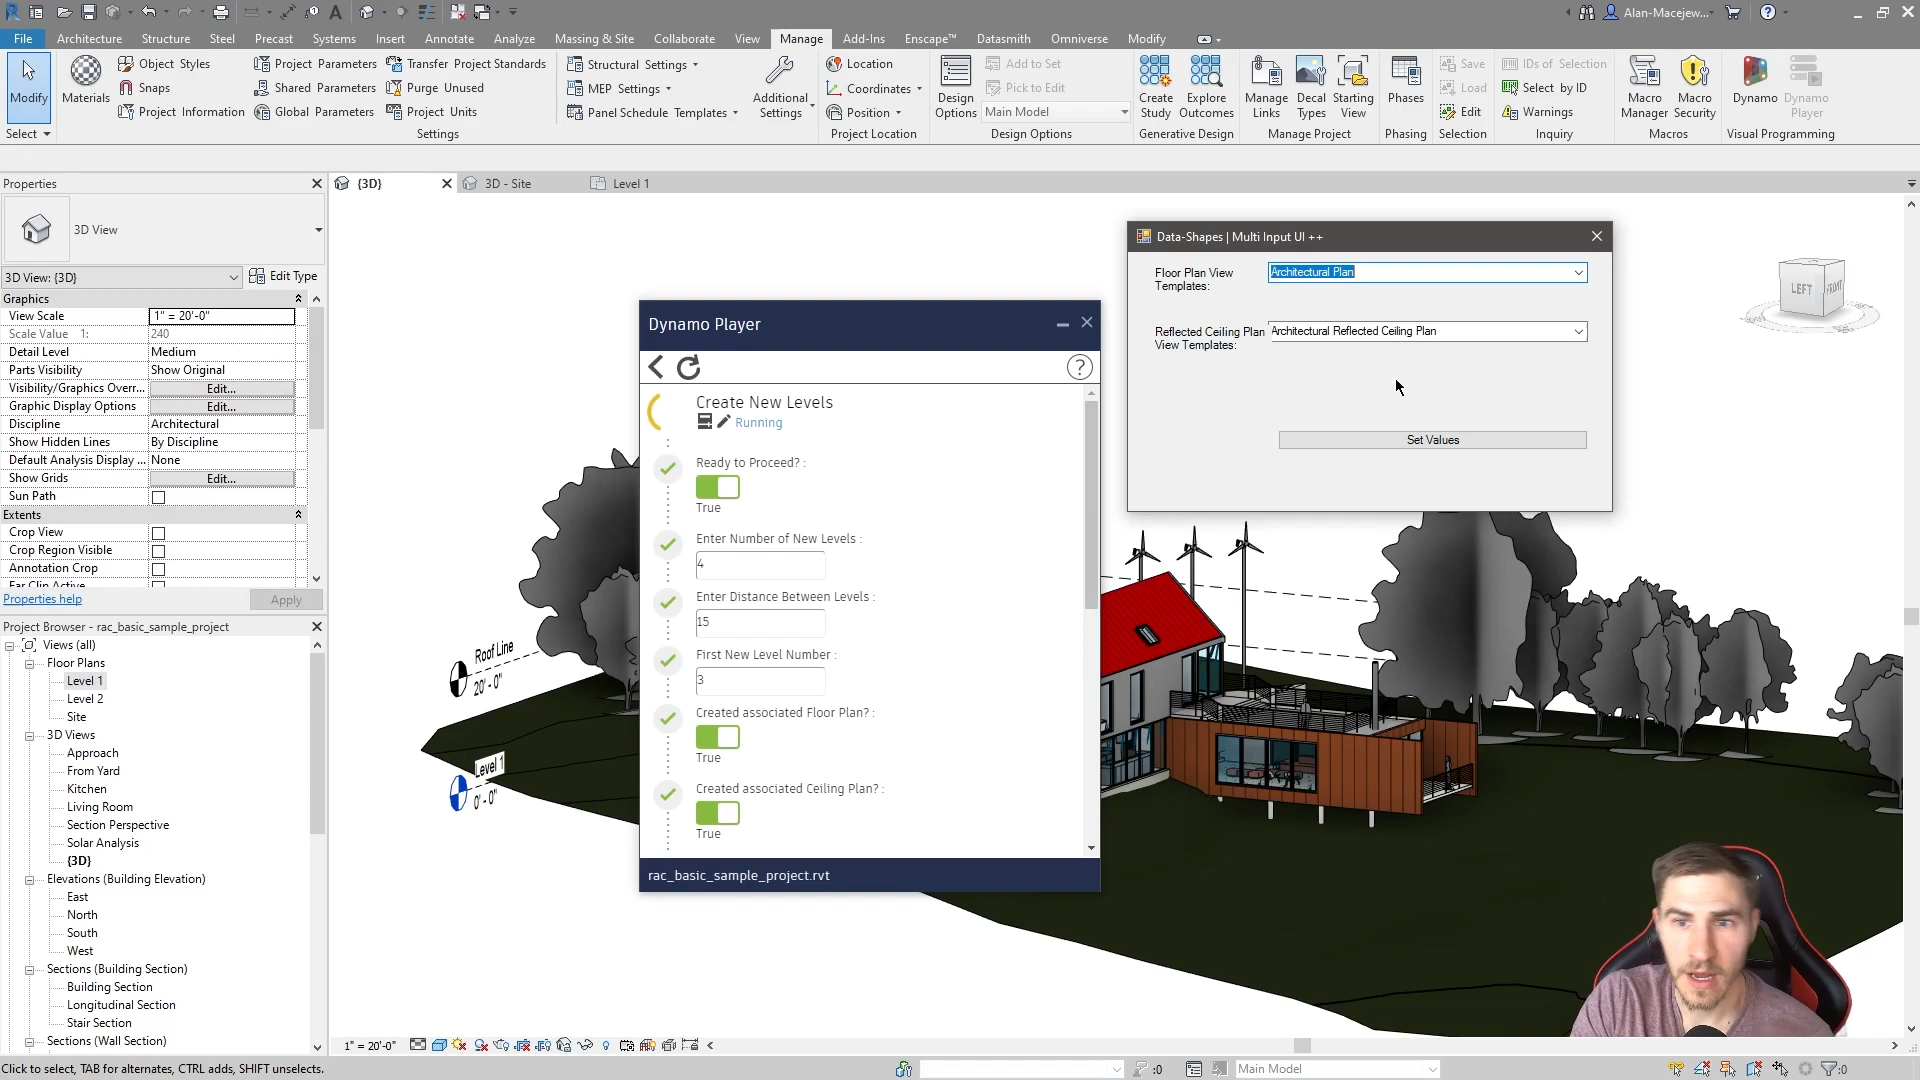 Alan-Macejew...
File Architecture Structure Steel Precast Systems Insert Annotate Analyze Massing & Site Collaborate View Manage Add-Ins Enscape™ Datasmith Omniverse Modify
Modify
Select
Materials
Object Styles
Snaps
Project Information
Project Parameters
Shared Parameters
Global Parameters
Transfer Project Standards
Purge Unused
Project Units
Settings
Structural Settings
MEP Settings
Panel Schedule Templates
Additional Settings
Location
Coordinates
Position
Project Location
Design Options
Add to Set
Pick to Edit
Main Model
Design Options
Create Study
Explore Outcomes
Generative Design
Manage Links
Decal Types
Starting View
Manage Project
Phases
Phasing
Save
Load
Edit
Selection
IDs of Selection
Select by ID
Warnings
Inquiry
Macro Manager
Macro Security
Macros
Dynamo
Dynamo Player
Visual Programming
Properties
3D View
3D View: {3D}
Edit Type
Graphics
View Scale 1" = 20'-0"
Scale Value 1: 240
Detail Level Medium
Parts Visibility Show Original
Visibility/Graphics Overr... Edit...
Graphic Display Options Edit...
Discipline Architectural
Show Hidden Lines By Discipline
Default Analysis Display ... None
Show Grids Edit...
Sun Path
Extents
Crop View
Crop Region Visible
Annotation Crop
Far Clip Active
Properties help
Apply
Project Browser - rac_basic_sample_project
Views (all)
Floor Plans
Level 1
Level 2
Site
3D Views
Approach
From Yard
Kitchen
Living Room
Section Perspective
Solar Analysis
{3D}
Elevations (Building Elevation)
East
North
South
West
Sections (Building Section)
Building Section
Longitudinal Section
Stair Section
Sections (Wall Section)
{3D}
3D - Site
Level 1
Roof Line
20' - 0"
Level 1
0' - 0"
Dynamo Player
Create New Levels
Running
Ready to Proceed? :
True
Enter Number of New Levels :
4
Enter Distance Between Levels :
15
First New Level Number :
3
Created associated Floor Plan? :
True
Created associated Ceiling Plan? :
True
rac_basic_sample_project.rvt
Data-Shapes | Multi Input UI ++
Floor Plan View
Templates:
Architectural Plan
Reflected Ceiling Plan
View Templates:
Architectural Reflected Ceiling Plan
Set Values
LEFT
FRONT
1" = 20'-0"
Click to select, TAB for alternates, CTRL adds, SHIFT unselects.
:0
Main Model
:0